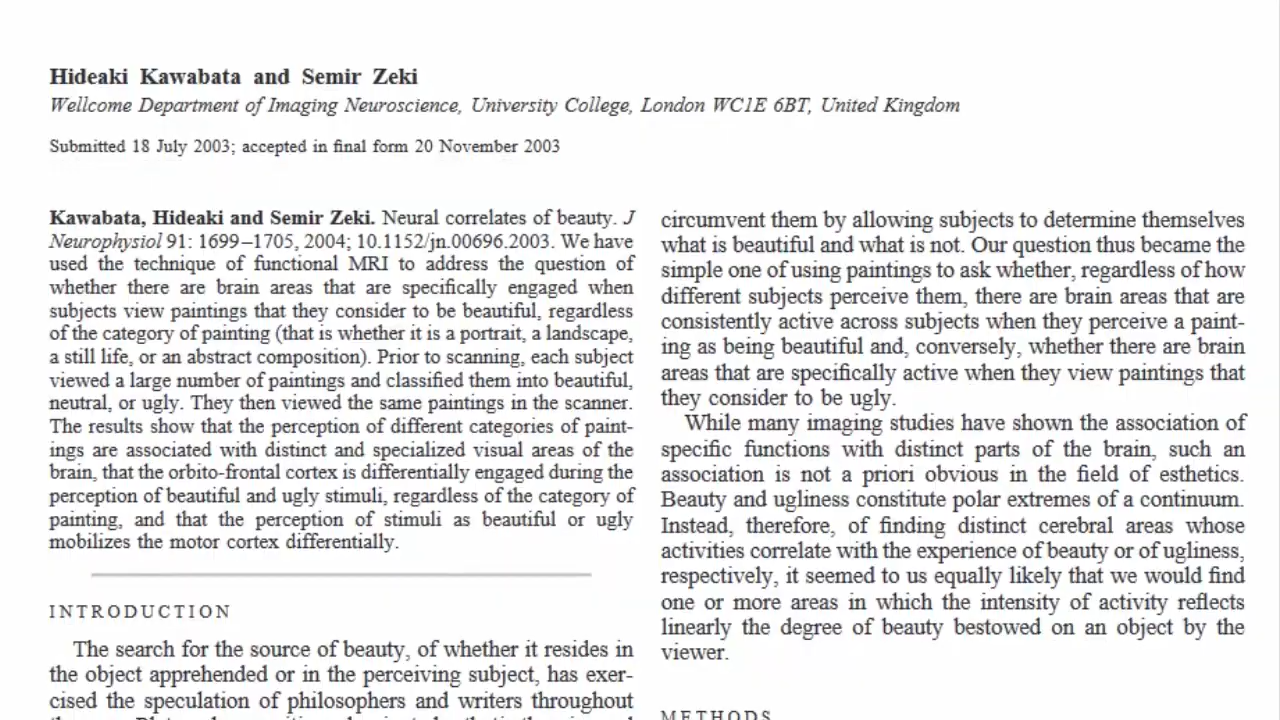 Hideaki Kawabata and Semir Zeki
Wellcome Department of Imaging Neuroscience, University College, London WC1E 6BT, United Kingdom
Submitted 18 July 2003; accepted in final form 20 November 2003
Kawabata, Hideaki and Semir Zeki. Neural correlates of beauty. J
Neurophysiol 91: 1699–1705, 2004; 10.1152/jn.00696.2003. We have
used the technique of functional MRI to address the question of
whether there are brain areas that are specifically engaged when
subjects view paintings that they consider to be beautiful, regardless
of the category of painting (that is whether it is a portrait, a landscape,
a still life, or an abstract composition). Prior to scanning, each subject
viewed a large number of paintings and classified them into beautiful,
neutral, or ugly. They then viewed the same paintings in the scanner.
The results show that the perception of different categories of paint-
ings are associated with distinct and specialized visual areas of the
brain, that the orbito-frontal cortex is differentially engaged during the
perception of beautiful and ugly stimuli, regardless of the category of
painting, and that the perception of stimuli as beautiful or ugly
mobilizes the motor cortex differentially.
INTRODUCTION
The search for the source of beauty, of whether it resides in
the object apprehended or in the perceiving subject, has exer-
cised the speculation of philosophers and writers throughout
circumvent them by allowing subjects to determine themselves
what is beautiful and what is not. Our question thus became the
simple one of using paintings to ask whether, regardless of how
different subjects perceive them, there are brain areas that are
consistently active across subjects when they perceive a paint-
ing as being beautiful and, conversely, whether there are brain
areas that are specifically active when they view paintings that
they consider to be ugly.
While many imaging studies have shown the association of
specific functions with distinct parts of the brain, such an
association is not a priori obvious in the field of esthetics.
Beauty and ugliness constitute polar extremes of a continuum.
Instead, therefore, of finding distinct cerebral areas whose
activities correlate with the experience of beauty or of ugliness,
respectively, it seemed to us equally likely that we would find
one or more areas in which the intensity of activity reflects
linearly the degree of beauty bestowed on an object by the
viewer.
METHODS